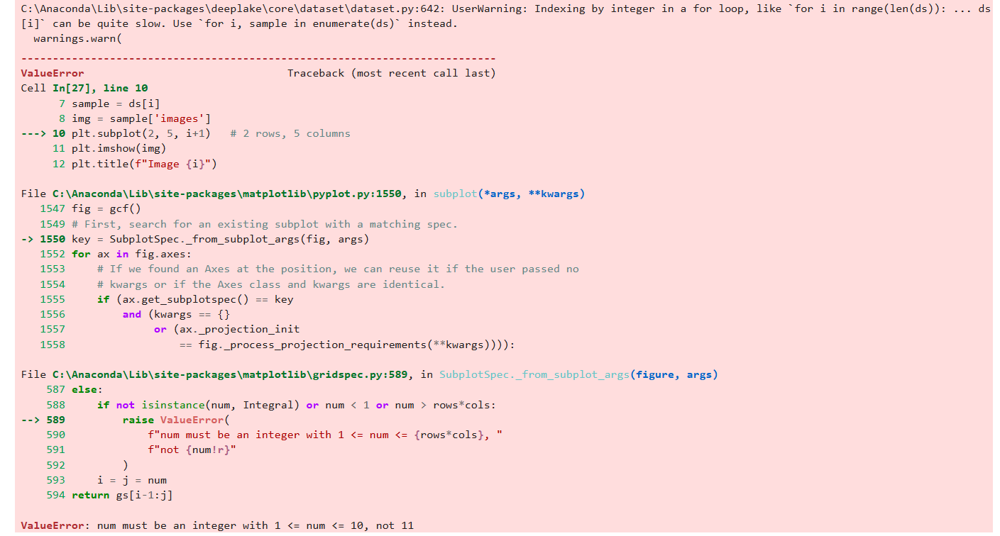 C:\Anaconda\Lib\site-packages\deeplake\core\dataset\dataset.py:642: UserWarning: Indexing by integer in a for loop, like `for i in range(len(ds)): ... ds
[i]` can be quite slow. Use `for i, sample in enumerate(ds)` instead.
  warnings.warn(
---------------------------------------------------------------------------
ValueError                                Traceback (most recent call last)
Cell In[27], line 10
      7 sample = ds[i]
      8 img = sample['images']
---> 10 plt.subplot(2, 5, i+1)   # 2 rows, 5 columns
     11 plt.imshow(img)
     12 plt.title(f"Image {i}")
File C:\Anaconda\Lib\site-packages\matplotlib\pyplot.py:1550, in subplot(*args, **kwargs)
   1547 fig = gcf()
   1549 # First, search for an existing subplot with a matching spec.
-> 1550 key = SubplotSpec._from_subplot_args(fig, args)
   1552 for ax in fig.axes:
   1553     # If we found an Axes at the position, we can reuse it if the user passed no
   1554     # kwargs or if the Axes class and kwargs are identical.
   1555     if (ax.get_subplotspec() == key
   1556         and (kwargs == {}
   1557              or (ax._projection_init
   1558                  == fig._process_projection_requirements(**kwargs)))):
File C:\Anaconda\Lib\site-packages\matplotlib\gridspec.py:589, in SubplotSpec._from_subplot_args(figure, args)
    587 else:
    588     if not isinstance(num, Integral) or num < 1 or num > rows*cols:
--> 589         raise ValueError(
    590             f"num must be an integer with 1 <= num <= {rows*cols}, "
    591             f"not {num!r}"
    592         )
    593     i = j = num
    594 return gs[i-1:j]
ValueError: num must be an integer with 1 <= num <= 10, not 11